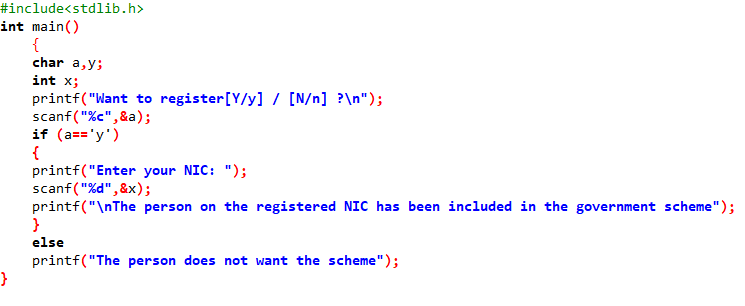 #include<stdlib.h>
int main()
{
char a,y;
int x;
printf("Want to register[Y/y] / [N/n] ?\n");
scanf("%c",&a);
if (a=='y')
{
printf("Enter your NIC: ");
scanf("%d",&x);
printf("\nThe person on the registered NIC has been included in the government scheme");
}
else
printf("The person does not want the scheme");
}